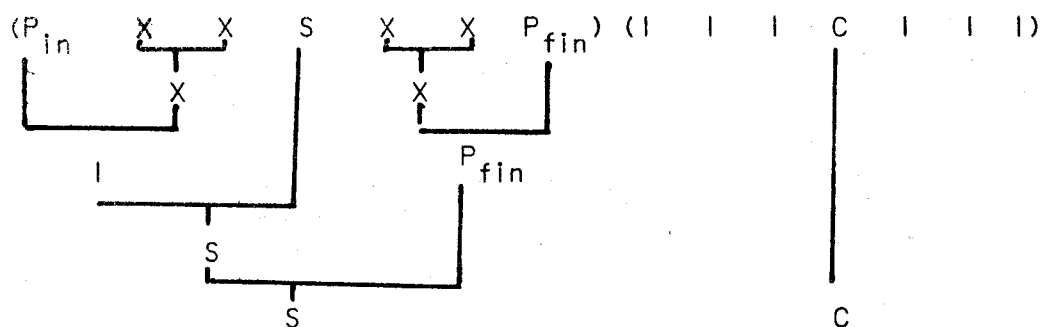 (P_in X X S X X P_fin) (I I I C I I I)
X X
I P_fin
S
S C